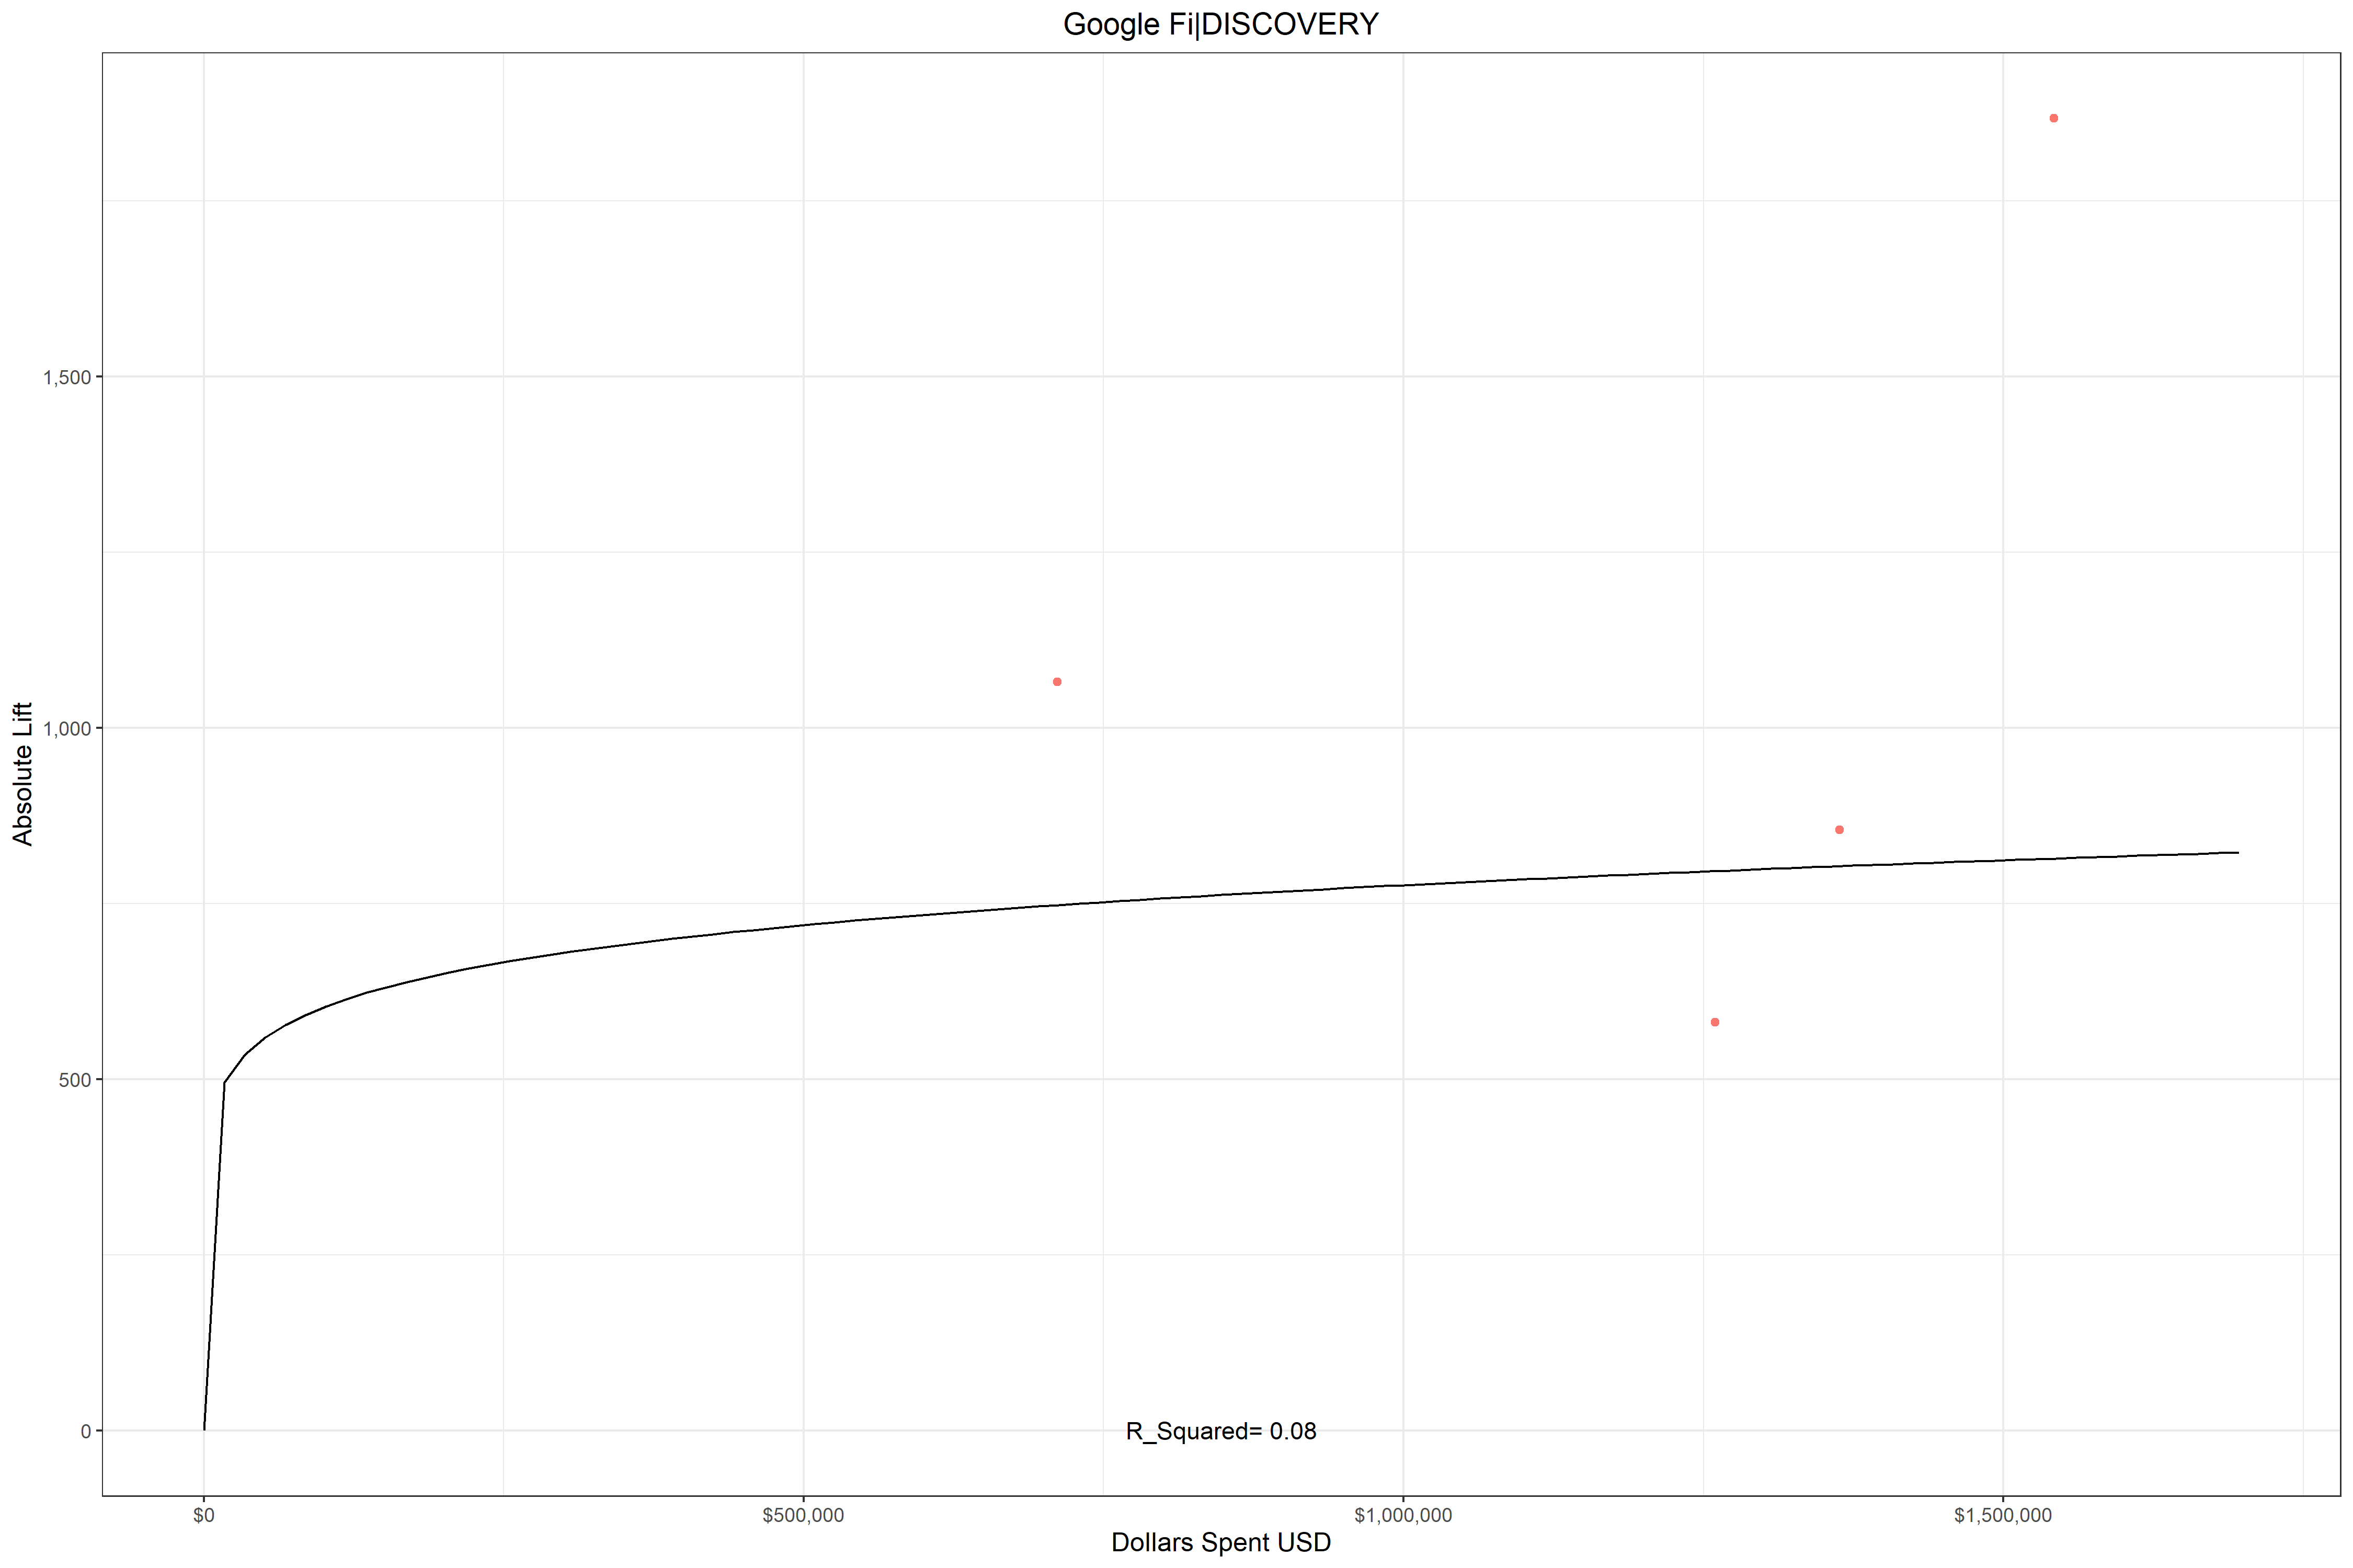 Google Fi|DISCOVERY
Absolute Lift
1,500
1,000
500
0
R_Squared= 0.08
$0
$500,000
$1,000,000
$1,500,000
Dollars Spent USD